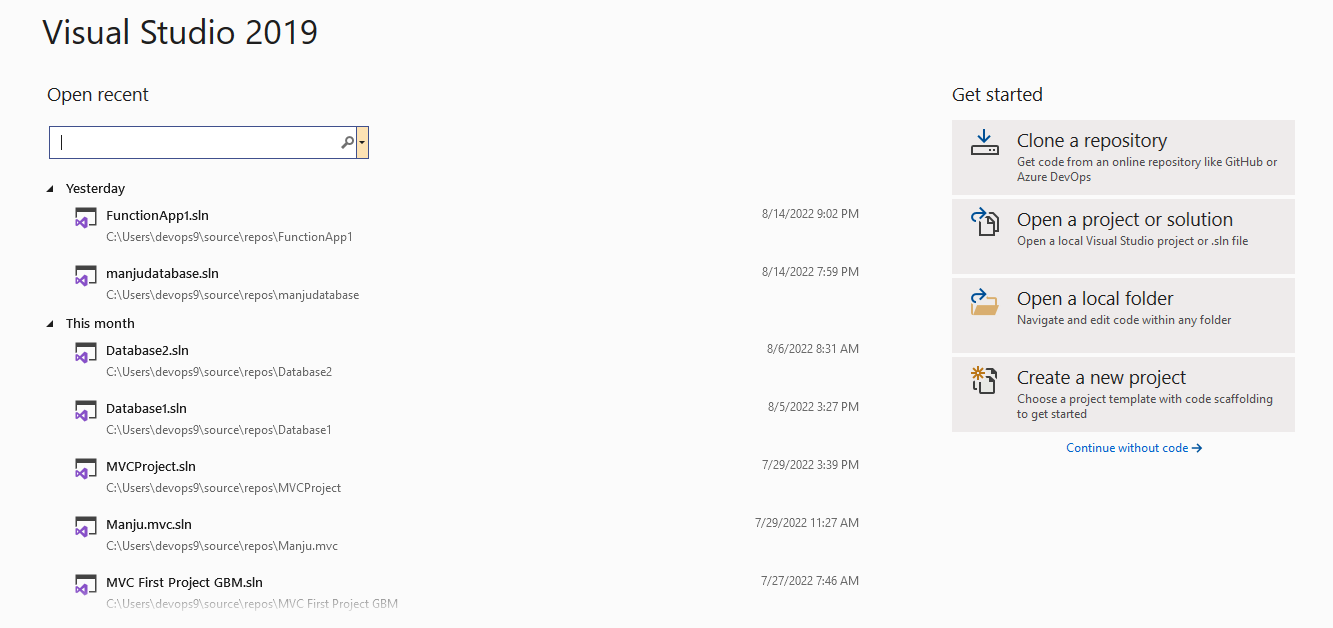 Visual Studio 2019
Open recent
Yesterday
FunctionApp1.sln 8/14/2022 9:02 PM
C:\Users\devops9\source\repos\FunctionApp1
manjudatabase.sln 8/14/2022 7:59 PM
C:\Users\devops9\source\repos\manjudatabase
This month
Database2.sln 8/6/2022 8:31 AM
C:\Users\devops9\source\repos\Database2
Database1.sln 8/5/2022 3:27 PM
C:\Users\devops9\source\repos\Database1
MVCProject.sln 7/29/2022 3:39 PM
C:\Users\devops9\source\repos\MVCProject
Manju.mvc.sln 7/29/2022 11:27 AM
C:\Users\devops9\source\repos\Manju.mvc
MVC First Project GBM.sln 7/27/2022 7:46 AM
C:\Users\devops9\source\repos\MVC First Project GBM
Get started
Clone a repository
Get code from an online repository like GitHub or
Azure DevOps
Open a project or solution
Open a local Visual Studio project or .sln file
Open a local folder
Navigate and edit code within any folder
Create a new project
Choose a project template with code scaffolding
to get started
Continue without code →